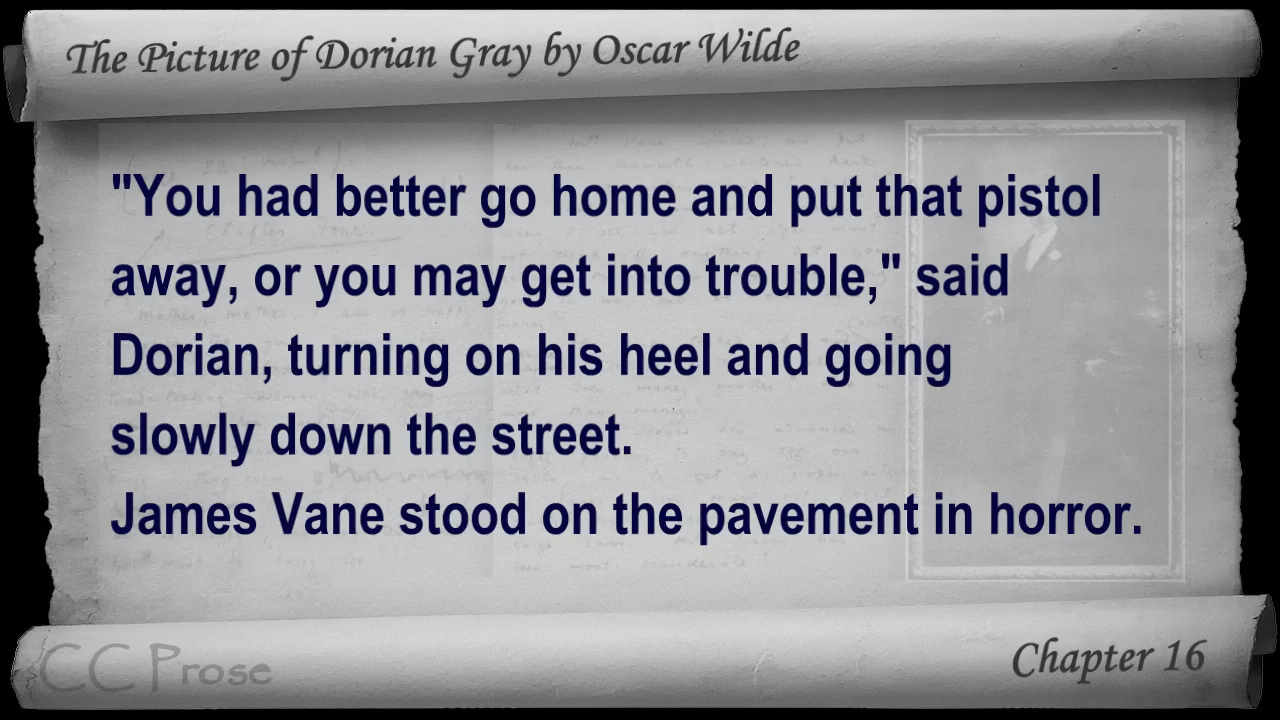 The Picture of Dorian Gray by Oscar Wilde
"You had better go home and put that pistol
away, or you may get into trouble," said
Dorian, turning on his heel and going
slowly down the street.
James Vane stood on the pavement in horror.
CC Prose
Chapter 16